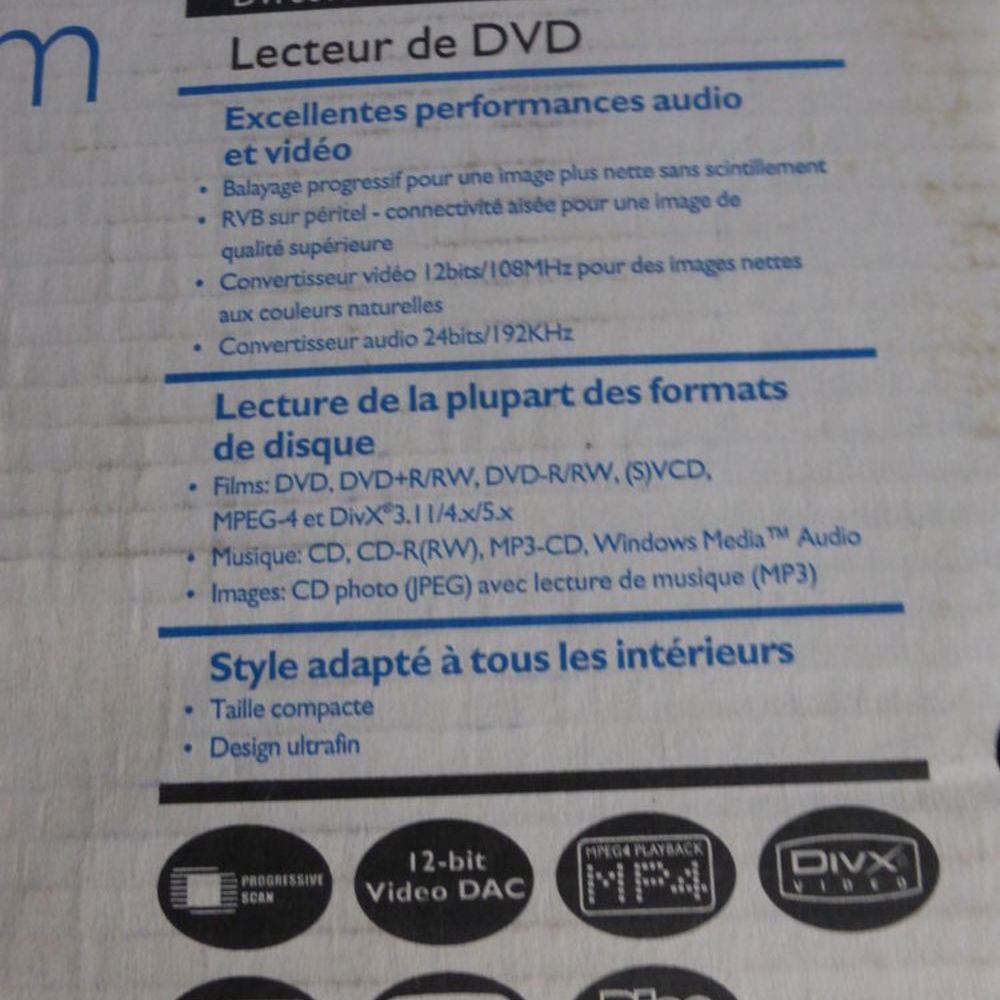 m
Lecteur de DVD
Excellentes performances audio
et vidéo
• Balayage progressif pour une image plus nette sans scintillement
• RVB sur péritel - connectivité aisée pour une image de
qualité supérieure
• Convertisseur vidéo 12bits/108MHz pour des images nettes
aux couleurs naturelles
• Convertisseur audio 24bits/192KHz
Lecture de la plupart des formats
de disque
• Films: DVD, DVD+R/RW, DVD-R/RW, (S)VCD,
MPEG-4 et DivX®3.11/4.x/5.x
• Musique: CD, CD-R(RW), MP3-CD, Windows Media™ Audio
• Images: CD photo (JPEG) avec lecture de musique (MP3)
Style adapté à tous les intérieurs
• Taille compacte
• Design ultrafin
PROGRESSIVE
SCAN
12-bit
Video DAC
MPEG4 PLAYBACK
MP4
DIVX
VIDEO